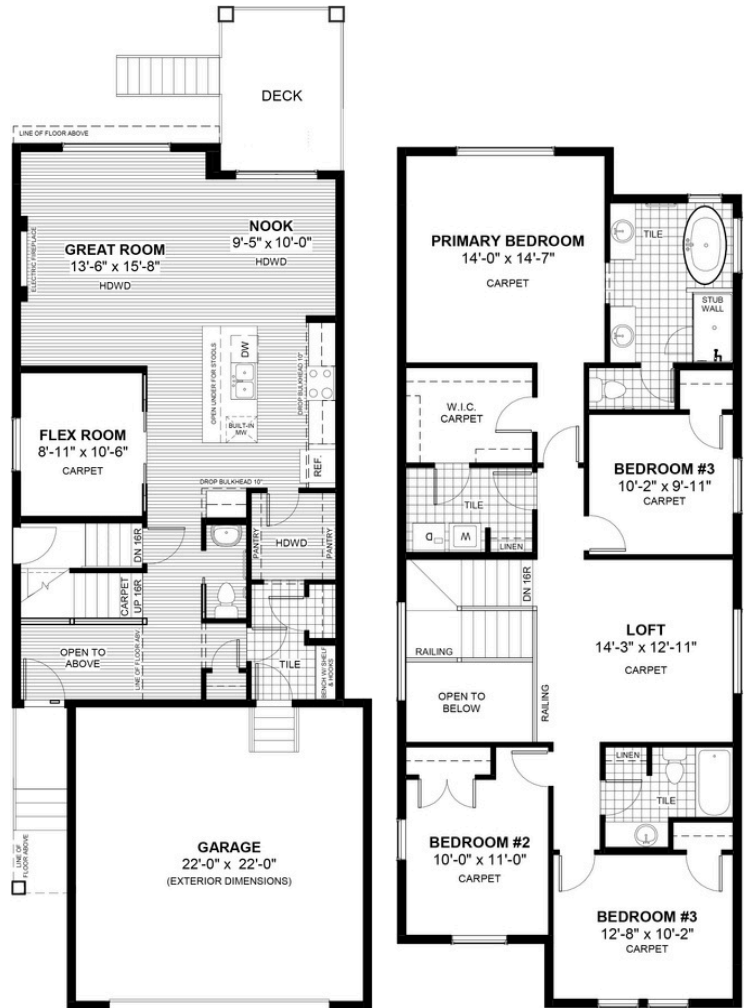 DECK
LINE OF FLOOR ABOVE
ELECTRIC FIREPLACE
GREAT ROOM
13'-6" x 15'-8"
HDWD
NOOK
9'-5" x 10'-0"
HDWD
OPEN UNDER FOR STOOLS
DW
BUILT-IN
MW
DROP BULKHEAD 10"
REF.
FLEX ROOM
8'-11" x 10'-6"
CARPET
DROP BULKHEAD 10"
PANTRY
HDWD
PANTRY
DN 16R
CARPET
UP 16R
OPEN TO
ABOVE
LINE OF FLOOR ABV.
TILE
BENCH W/ SHELF
& HOOKS
LINE OF
FLOOR ABOVE
GARAGE
22'-0" x 22'-0"
(EXTERIOR DIMENSIONS)
PRIMARY BEDROOM
14'-0" x 14'-7"
CARPET
TILE
STUB
WALL
W.I.C.
CARPET
BEDROOM #3
10'-2" x 9'-11"
CARPET
TILE
D
W
LINEN
DN 16R
RAILING
OPEN TO
BELOW
RAILING
LOFT
14'-3" x 12'-11"
CARPET
LINEN
TILE
BEDROOM #2
10'-0" x 11'-0"
CARPET
BEDROOM #3
12'-8" x 10'-2"
CARPET